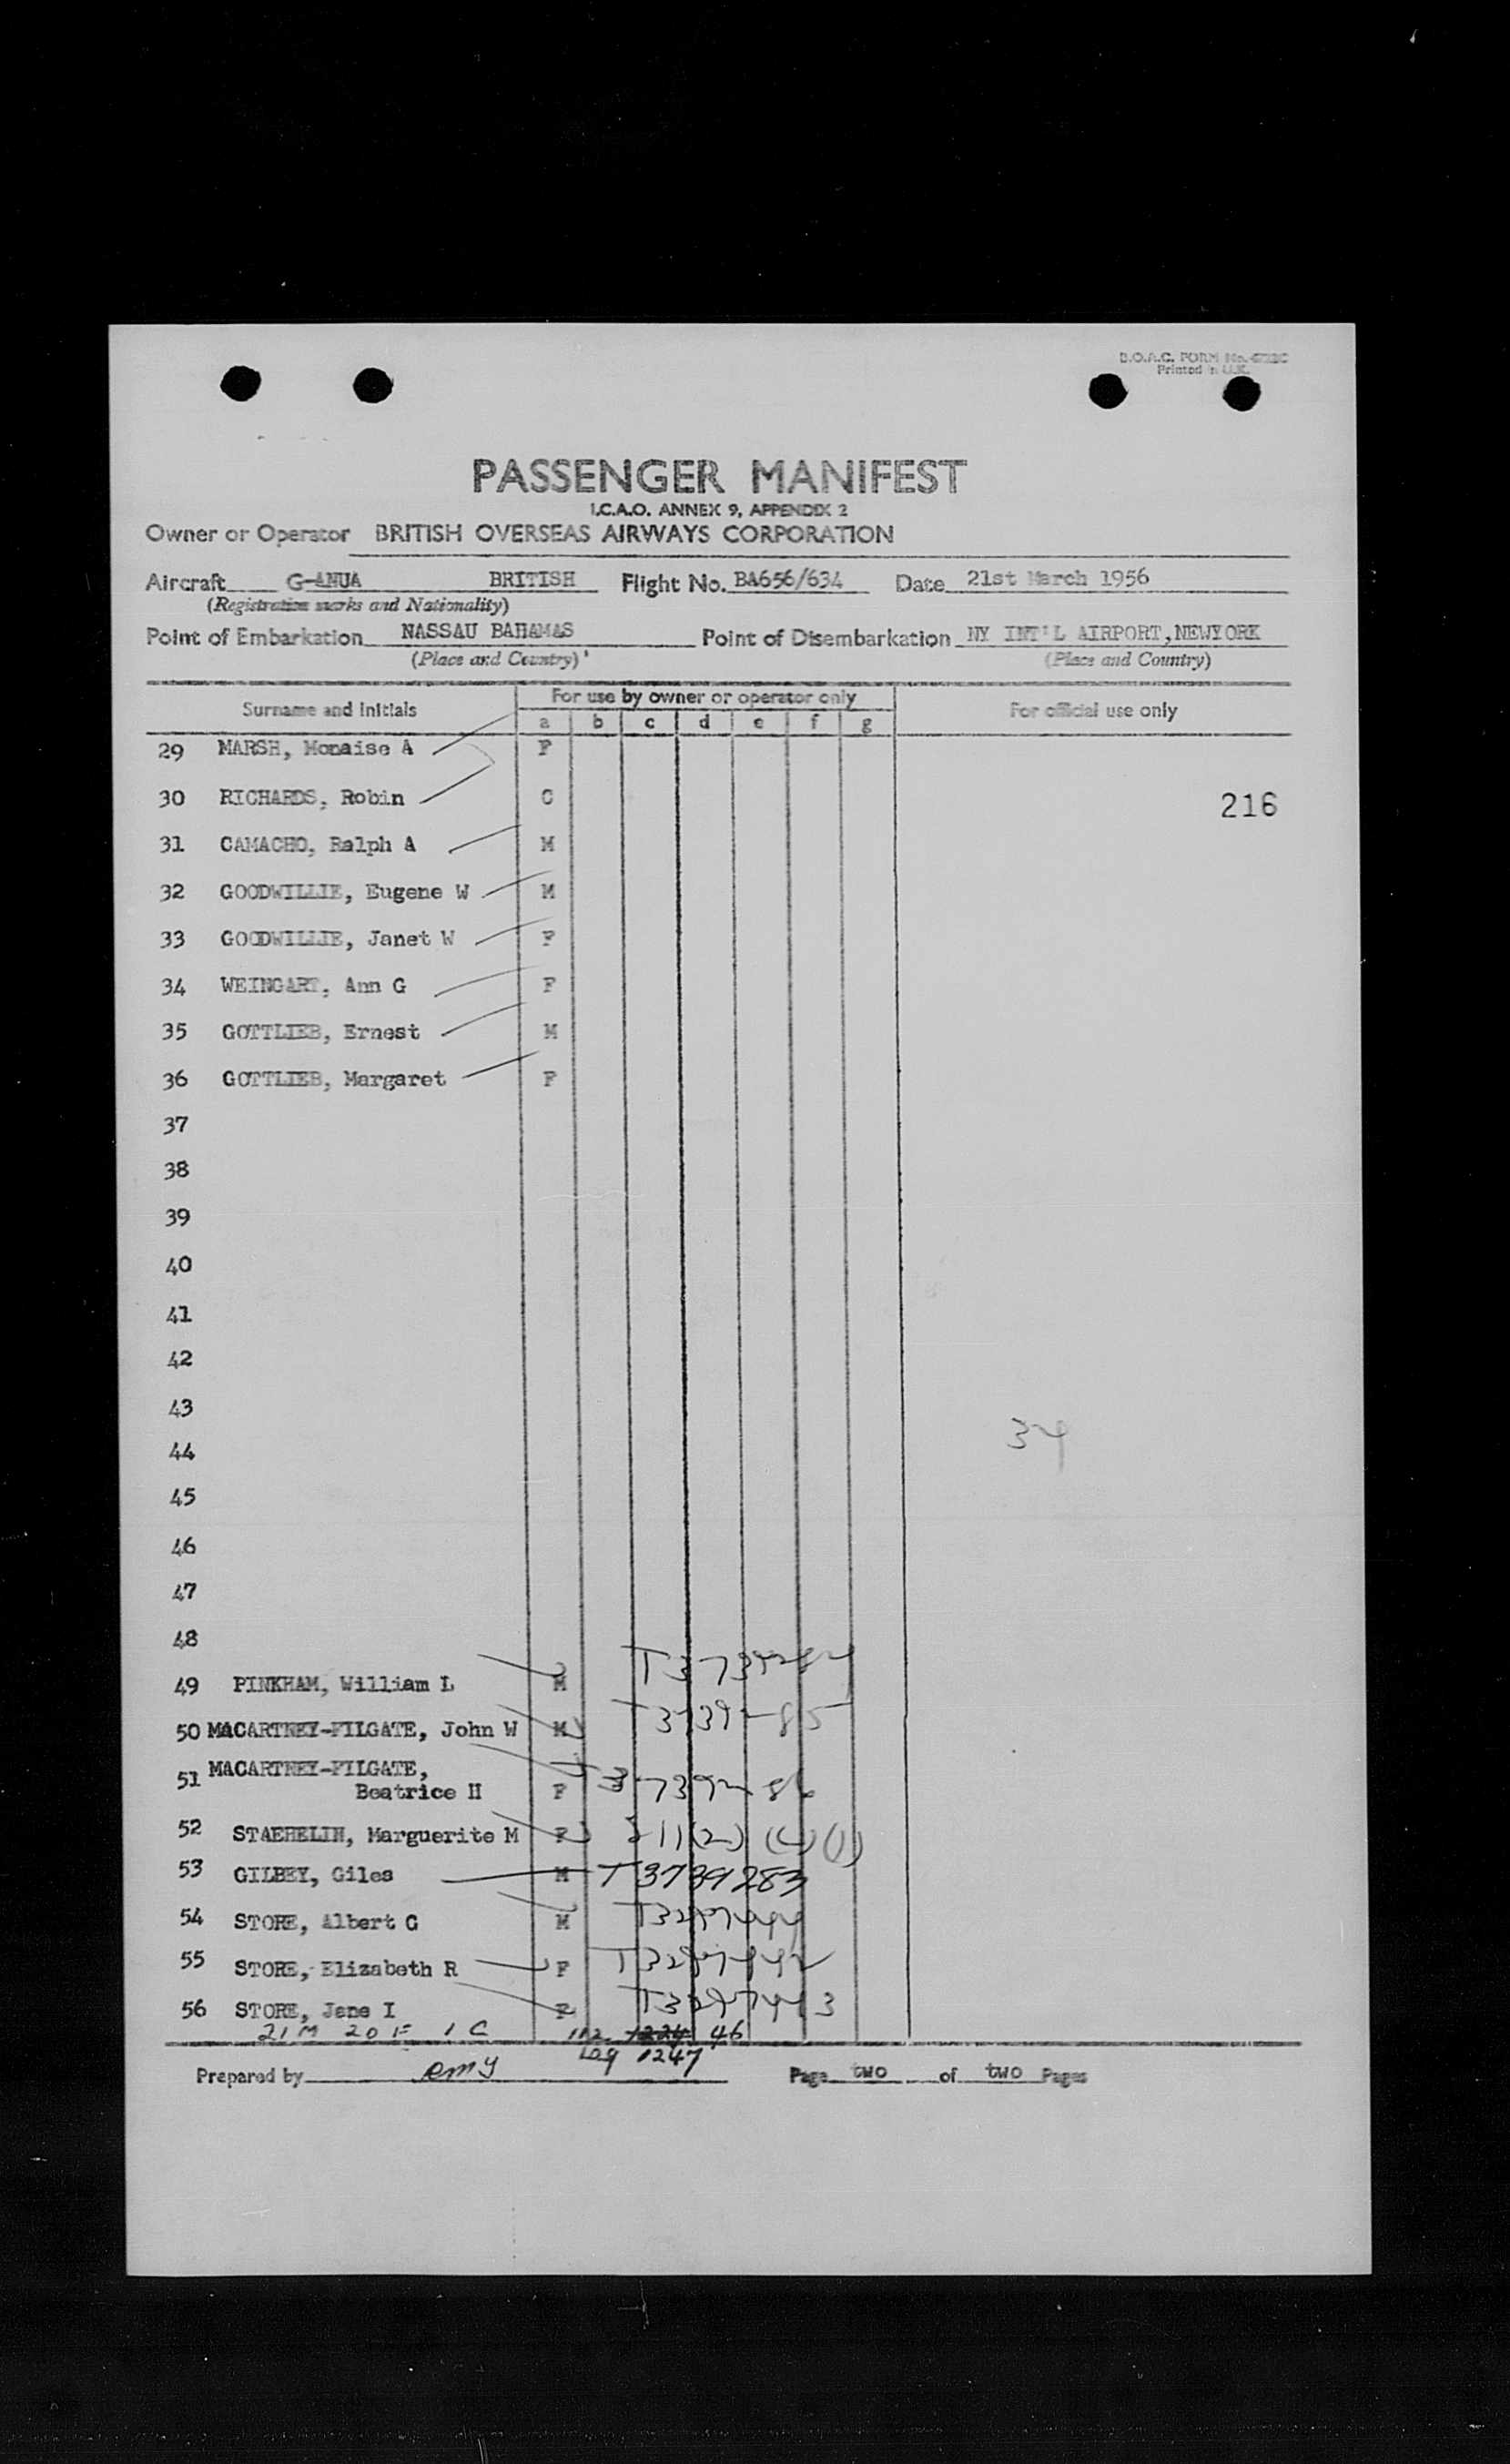 B.O.A.C. FORM No.
Printed in U.K.
PASSENGER MANIFEST
I.C.A.O. ANNEX 9, APPENDIX 2
Owner or Operator BRITISH OVERSEAS AIRWAYS CORPORATION
Aircraft G-ANUA BRITISH Flight No. BA656/634 Date 21st March 1956
(Registration marks and Nationality)
Point of Embarkation NASSAU BAHAMAS Point of Disembarkation NY INT'L AIRPORT,NEWYORK
(Place and Country) (Place and Country)
Surname and initials For use by owner or operator only For official use only
a b c d e f g
29 MARSH, Monaise A F
30 RICHARDS, Robin C 216
31 CAMACHO, Ralph A M
32 GOODWILLIE, Eugene W M
33 GOODWILLIE, Janet W F
34 WEINGART, Ann G F
35 GOTTLIEB, Ernest M
36 GOTTLIEB, Margaret F
37
38
39
40
41
42
43
34
44
45
46
47
48
49 PINKHAM, William L M
50 MACARTNEY-FILGATE, John W M
51 MACARTNEY-FILGATE,
Beatrice H F
52 STAEHELIN, Marguerite M F
53 GILBEY, Giles M T3739283
54 STORE, Albert C M
55 STORE, Elizabeth R F
56 STORE, Jane I F
21 M 20 F 1 C 112 46
1247
Prepared by emy Page two of two Pages